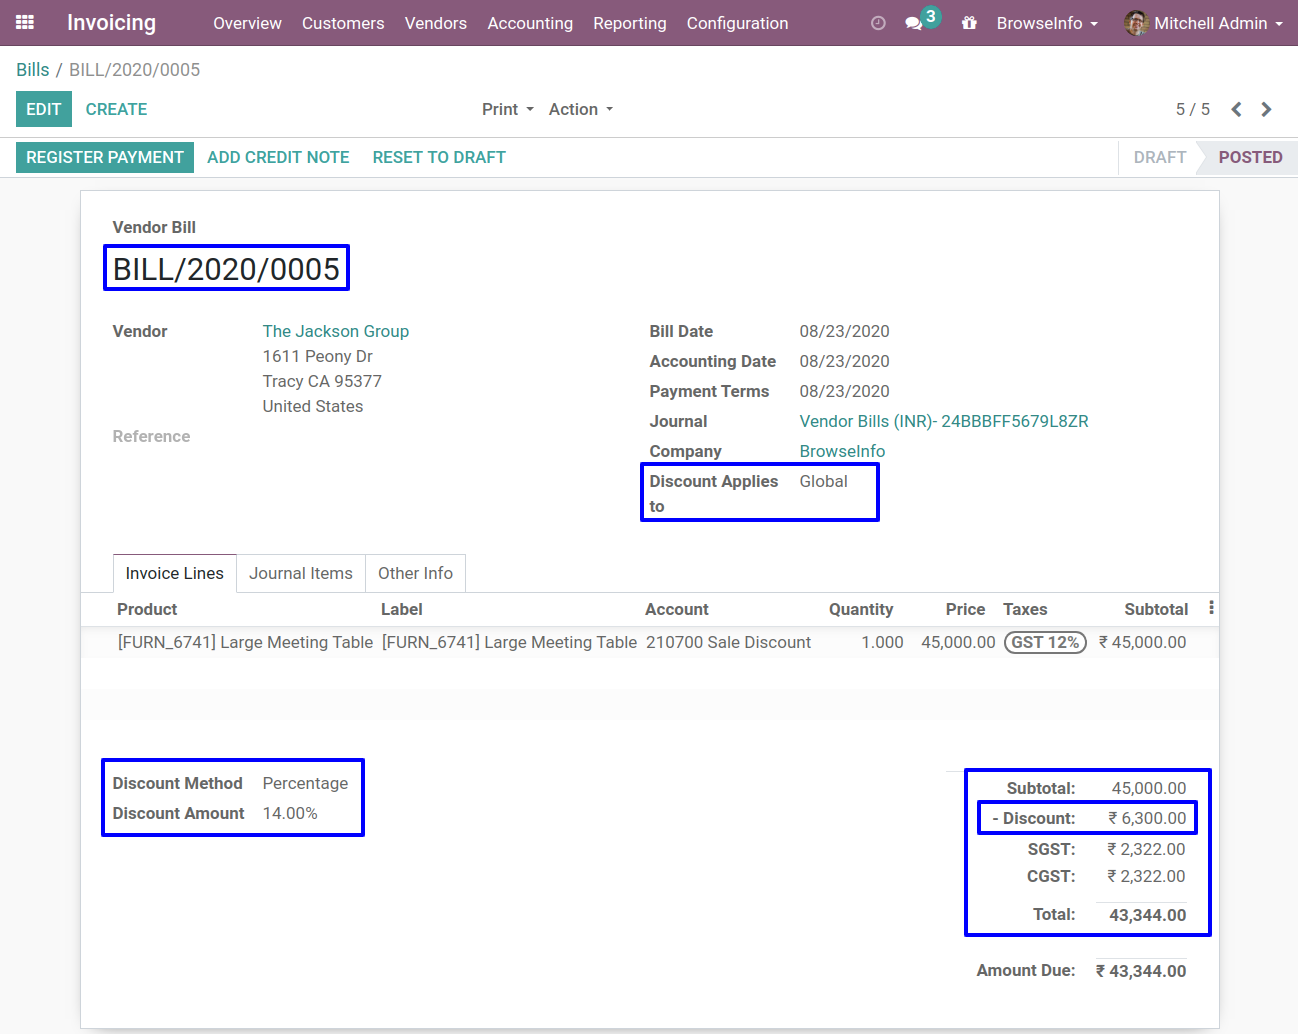 Invoicing Overview Customers Vendors Accounting Reporting Configuration 3 BrowseInfo Mitchell Admin
Bills / BILL/2020/0005
EDIT CREATE Print Action 5 / 5
REGISTER PAYMENT ADD CREDIT NOTE RESET TO DRAFT DRAFT POSTED
Vendor Bill
BILL/2020/0005
Vendor The Jackson Group
1611 Peony Dr
Tracy CA 95377
United States
Reference
Bill Date 08/23/2020
Accounting Date 08/23/2020
Payment Terms 08/23/2020
Journal Vendor Bills (INR)- 24BBBFF5679L8ZR
Company BrowseInfo
Discount Applies Global
to
Invoice Lines Journal Items Other Info
Product Label Account Quantity Price Taxes Subtotal
[FURN_6741] Large Meeting Table [FURN_6741] Large Meeting Table 210700 Sale Discount 1.000 45,000.00 GST 12% ₹ 45,000.00
Discount Method Percentage
Discount Amount 14.00%
Subtotal: 45,000.00
- Discount: ₹ 6,300.00
SGST: ₹ 2,322.00
CGST: ₹ 2,322.00
Total: 43,344.00
Amount Due: ₹ 43,344.00